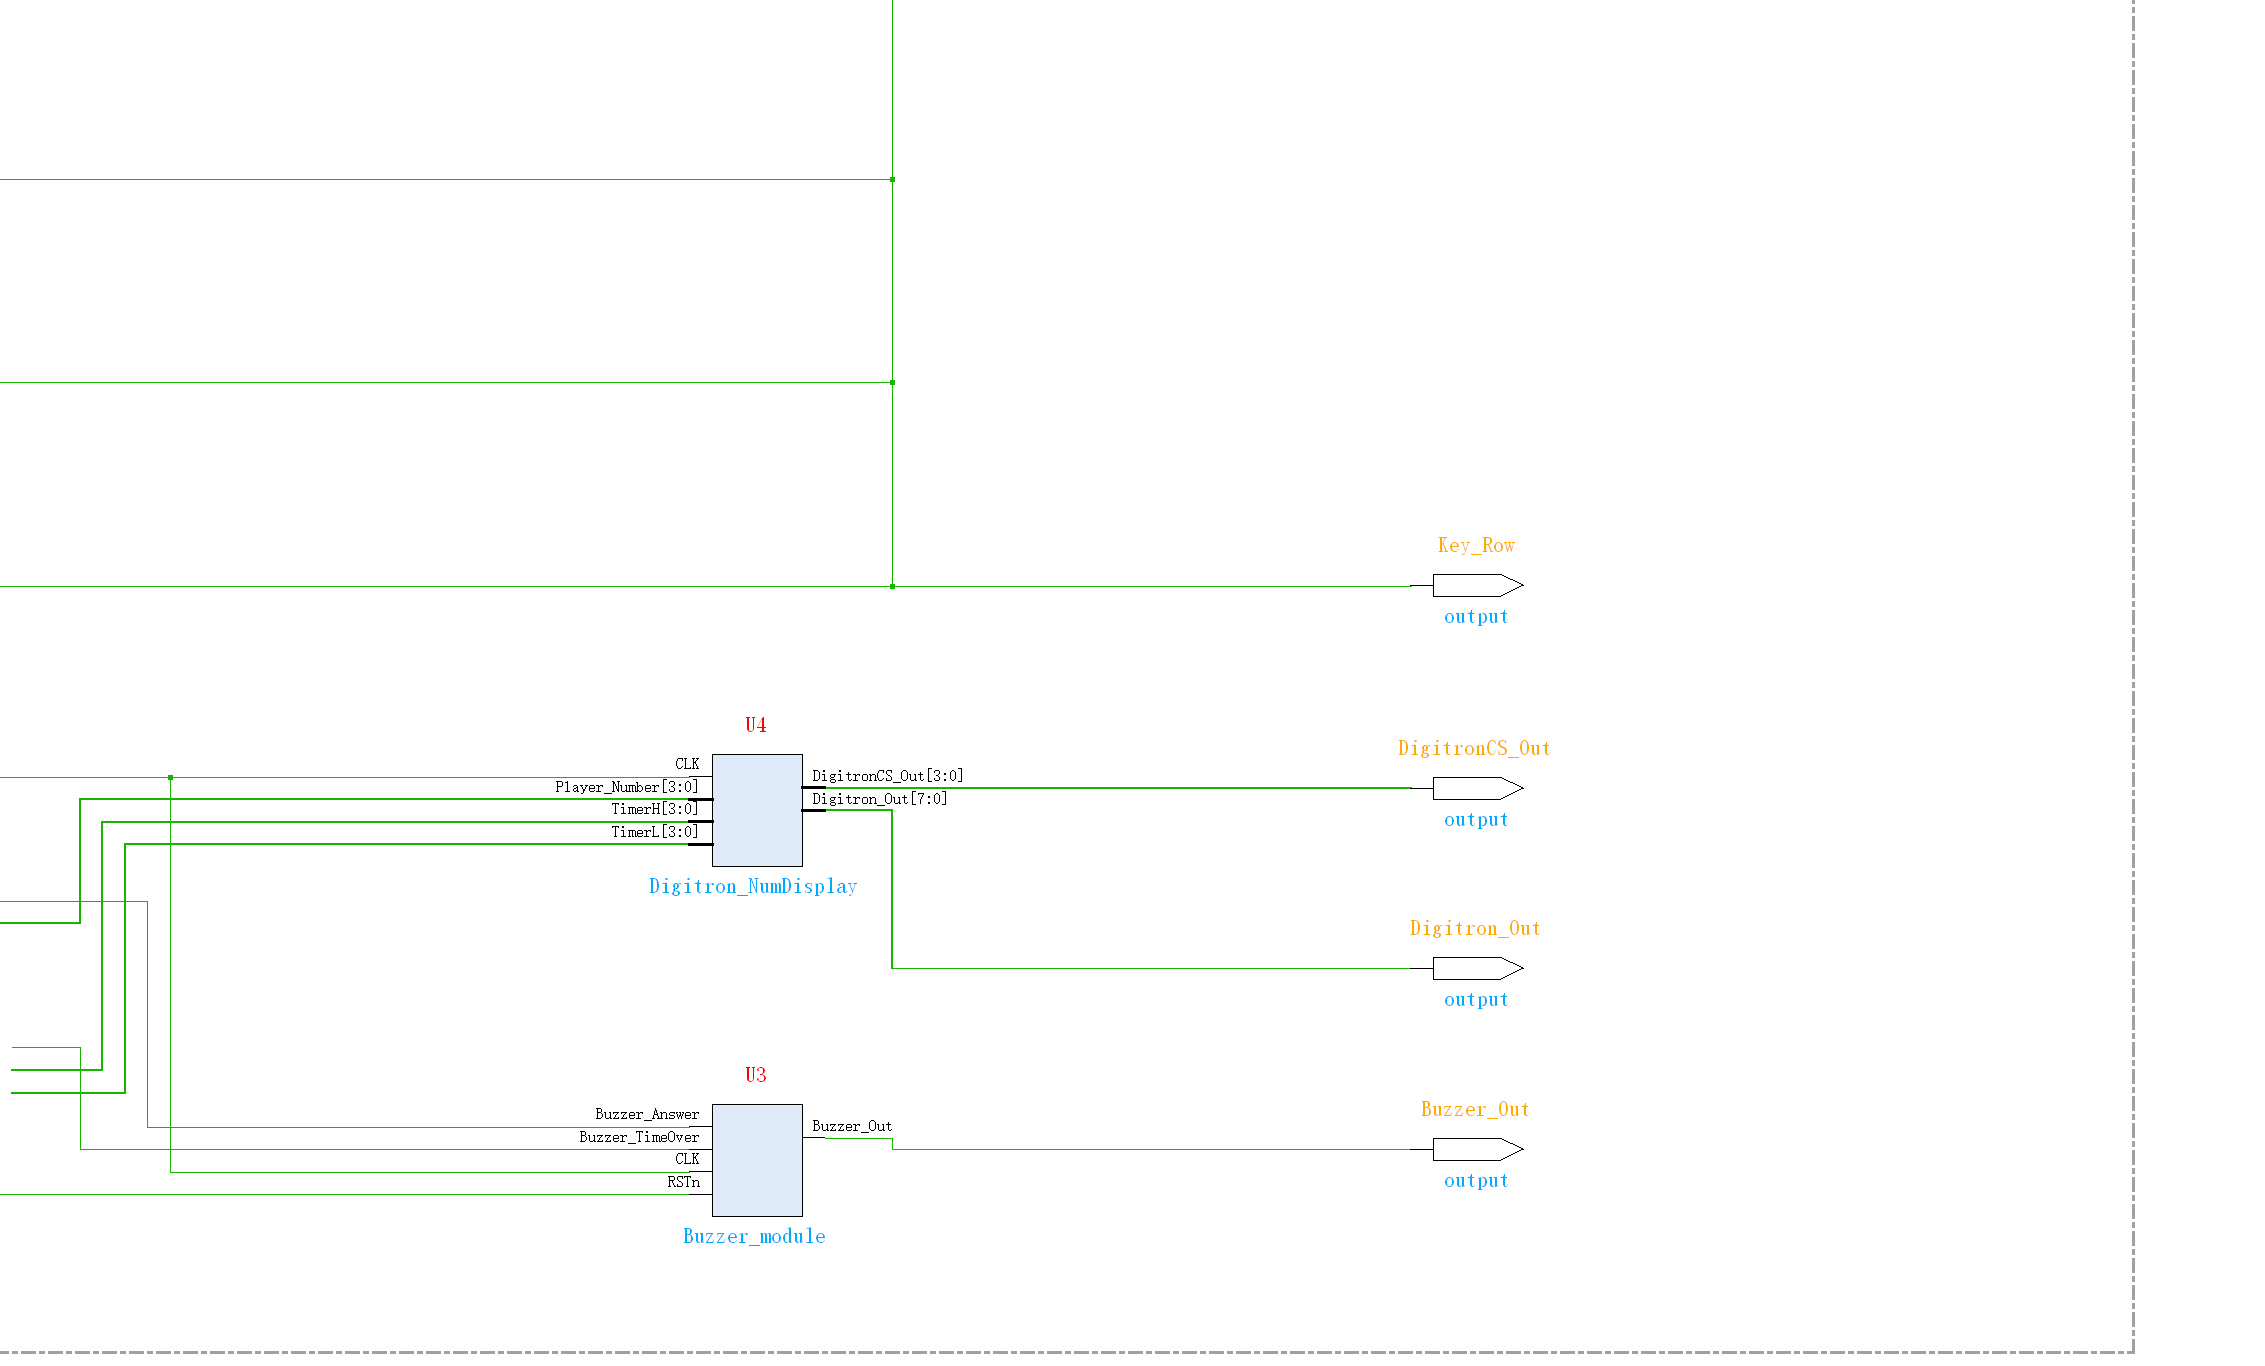 Key_Row
output
U4
CLK
Player_Number[3:0]
TimerH[3:0]
TimerL[3:0]
DigitronCS_Out[3:0]
Digitron_Out[7:0]
Digitron_NumDisplay
DigitronCS_Out
output
Digitron_Out
output
U3
Buzzer_Answer
Buzzer_TimeOver
CLK
RSTn
Buzzer_Out
Buzzer_module
Buzzer_Out
output